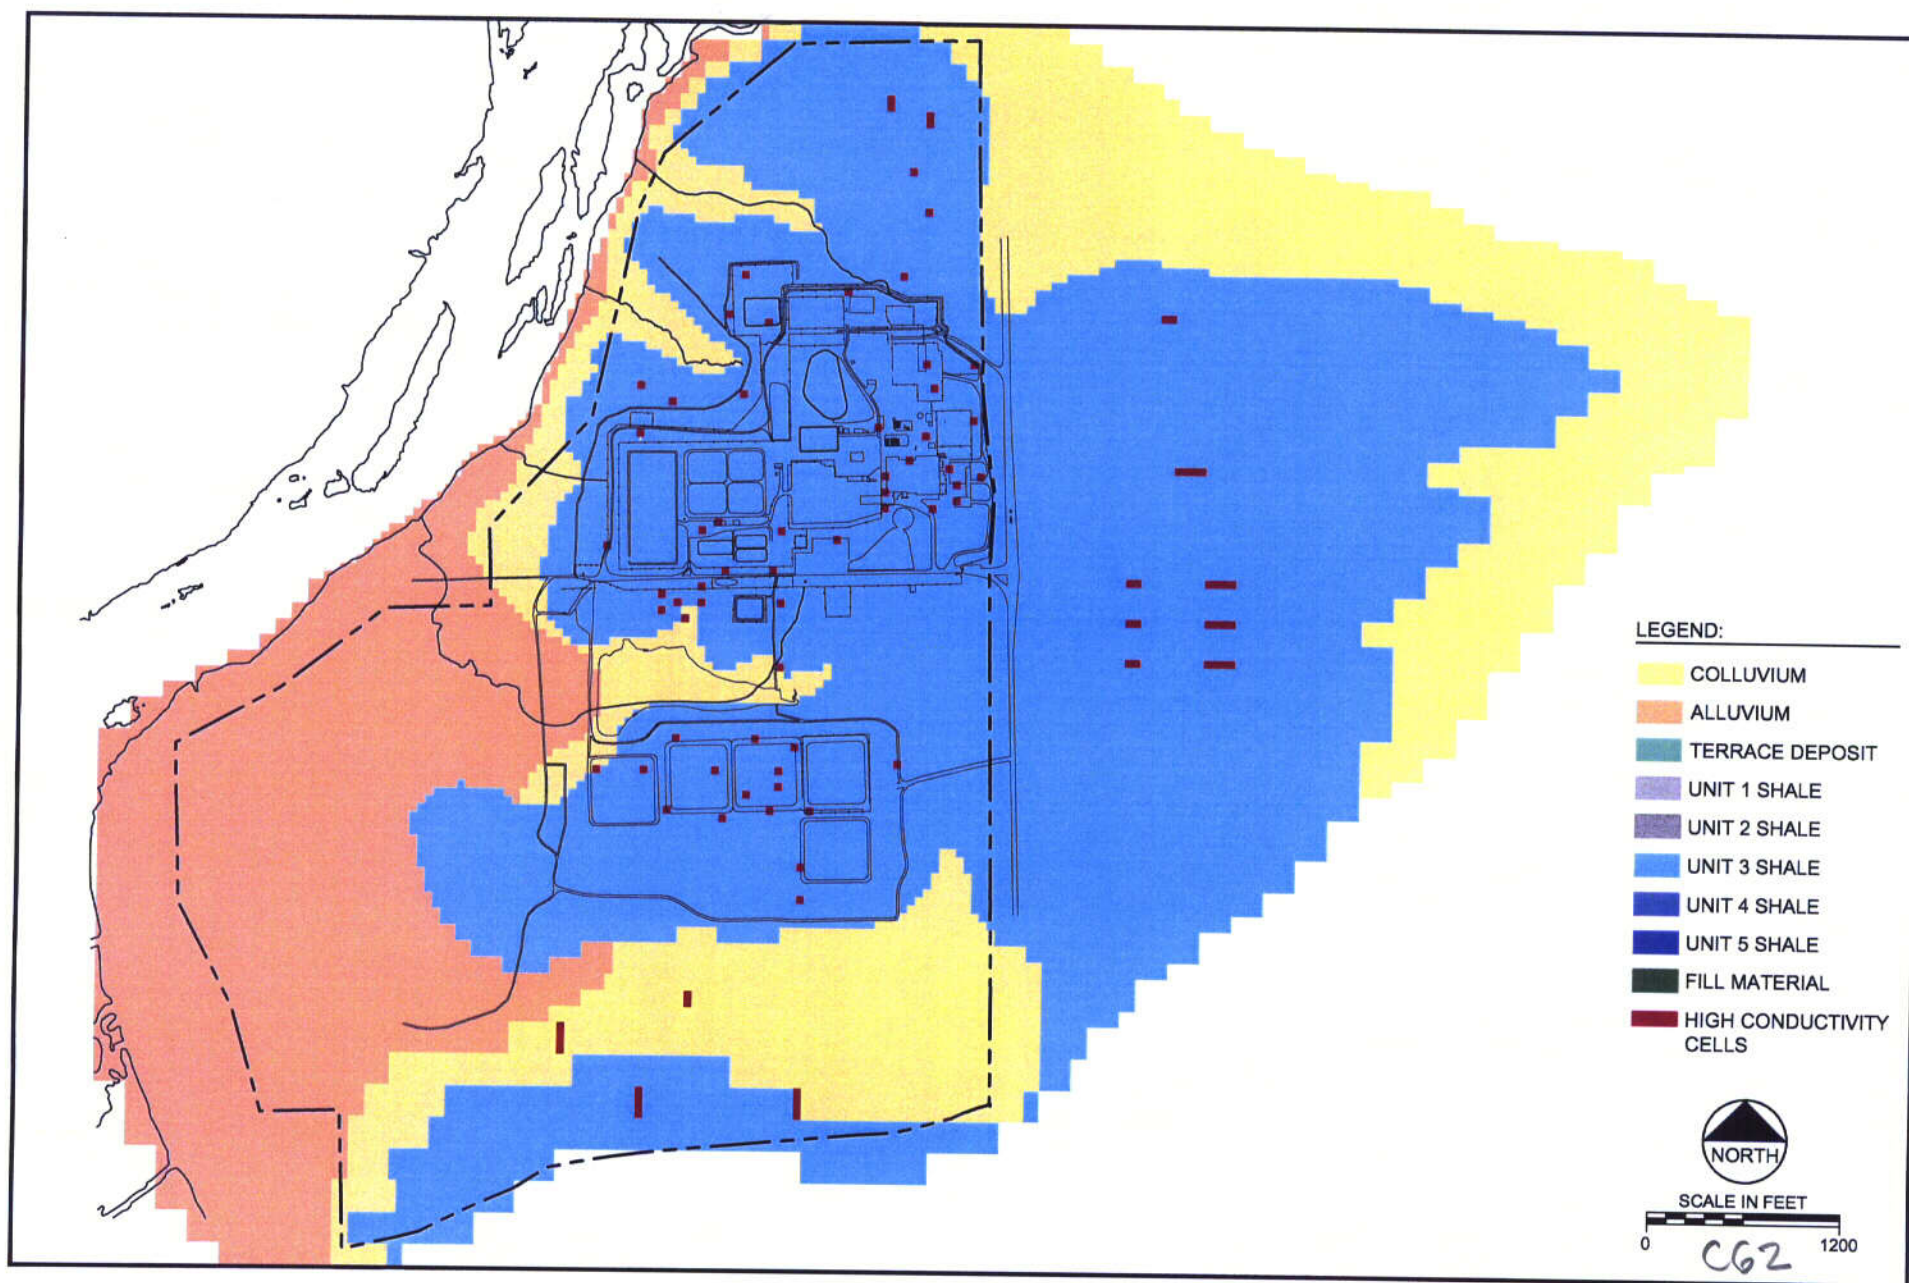 LEGEND:
COLLUVIUM
ALLUVIUM
TERRACE DEPOSIT
UNIT 1 SHALE
UNIT 2 SHALE
UNIT 3 SHALE
UNIT 4 SHALE
UNIT 5 SHALE
FILL MATERIAL
HIGH CONDUCTIVITY
CELLS
NORTH
SCALE IN FEET
0 1200
C62